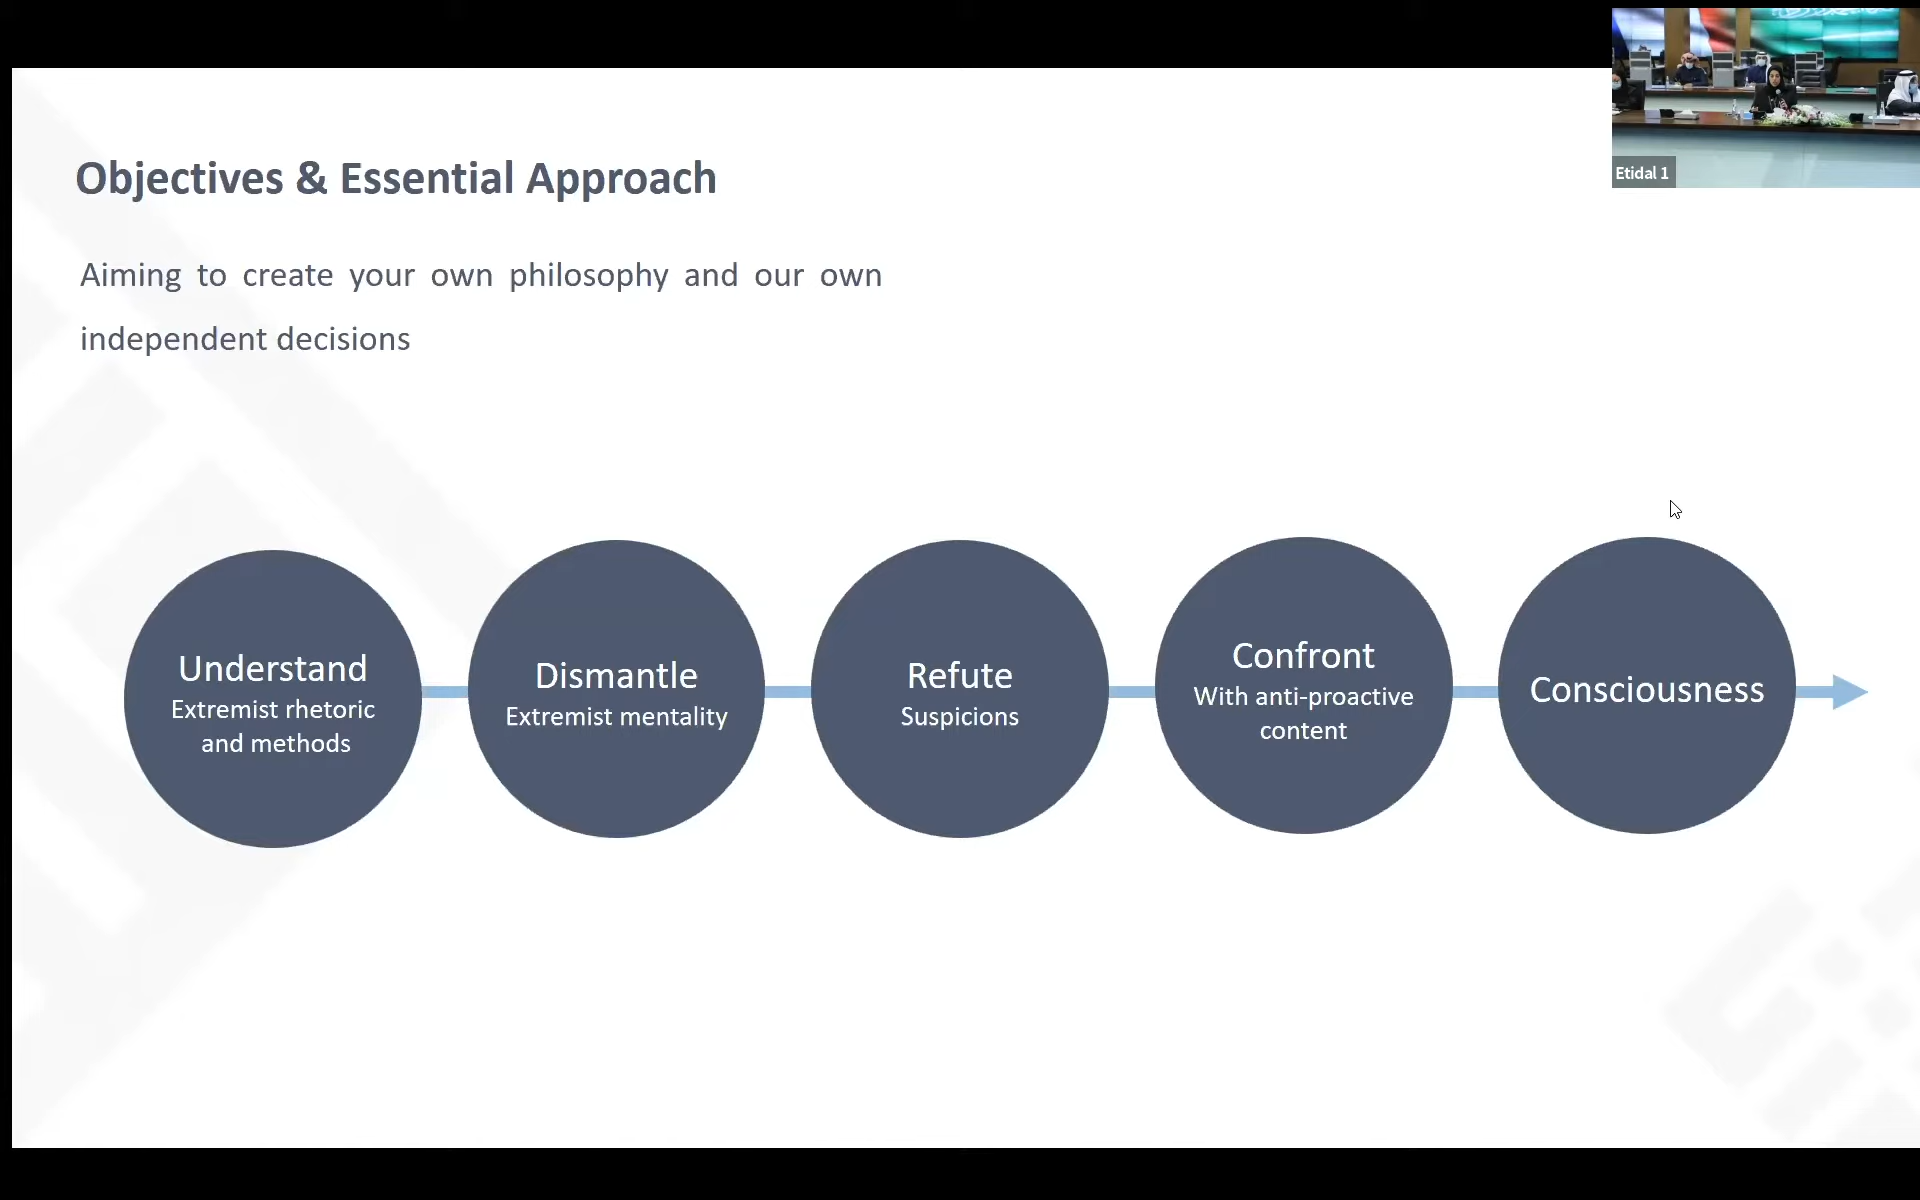 Etidal 1
Objectives & Essential Approach
Aiming to create your own philosophy and our own
independent decisions
Understand
Extremist rhetoric
and methods
Dismantle
Extremist mentality
Refute
Suspicions
Confront
With anti-proactive
content
Consciousness